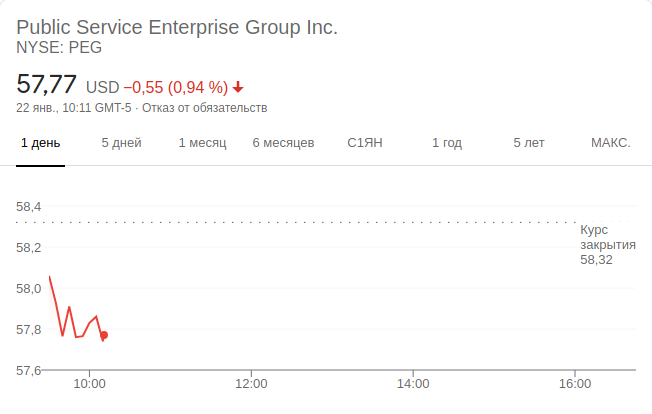 Public Service Enterprise Group Inc.
NYSE: PEG
57,77 USD −0,55 (0,94 %)
22 янв., 10:11 GMT-5 · Отказ от обязательств
1 день 5 дней 1 месяц 6 месяцев С1ЯН 1 год 5 лет МАКС.
58,4
Курс
закрытия
58,32
58,2
58,0
57,8
57,6
10:00 12:00 14:00 16:00